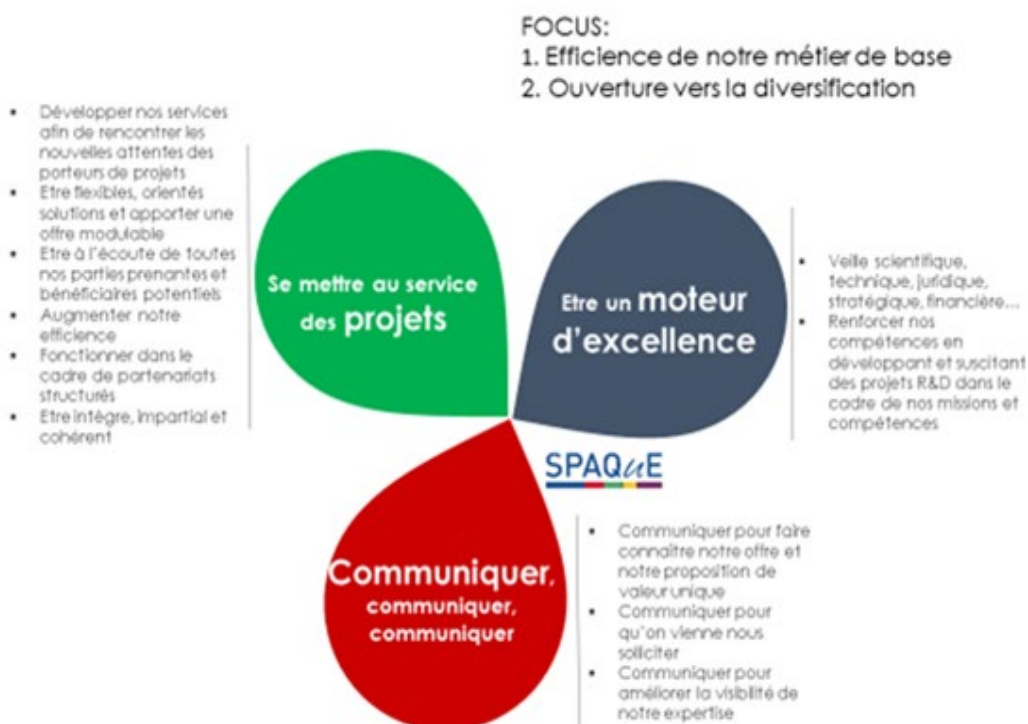 FOCUS:
1. Efficience de notre métier de base
2. Ouverture vers la diversification
▪ Développer nos services
afin de rencontrer les
nouvelles attentes des
porteurs de projets
▪ Etre flexibles, orientés
solutions et apporter une
offre modulable
▪ Etre à l'écoute de toutes
nos parties prenantes et
bénéficiaires potentiels
▪ Augmenter notre
efficience
▪ Fonctionner dans le
cadre de partenariats
structurés
▪ Etre intègre, impartial et
cohérent
Se mettre au service
des projets
Etre un moteur
d'excellence
▪ Veille scientifique,
technique, juridique,
stratégique, financière...
▪ Renforcer nos
compétences en
développant et suscitant
des projets R&D dans le
cadre de nos missions et
compétences
SPAQuE
Communiquer,
communiquer,
communiquer
▪ Communiquer pour faire
connaître notre offre et
notre proposition de
valeur unique
▪ Communiquer pour
qu'on vienne nous
solliciter
▪ Communiquer pour
améliorer la visibilité de
notre expertise